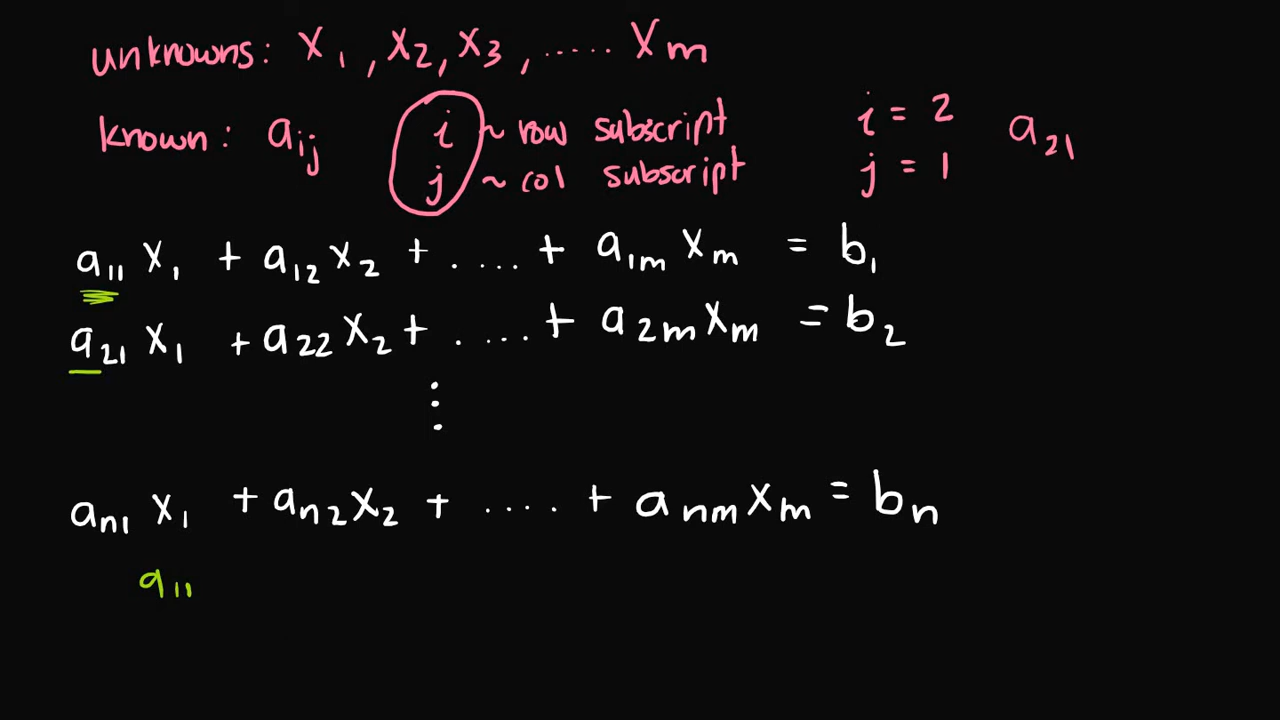 unknowns: x₁, x₂, x₃, ..... xₘ
known: aᵢⱼ i ~ row subscript i = 2 a₂₁
j ~ col subscript j = 1
a₁₁ x₁ + a₁₂ x₂ + ..... + a₁ₘ xₘ = b₁
a₂₁ x₁ + a₂₂ x₂ + ..... + a₂ₘ xₘ = b₂
⋮
aₙ₁ x₁ + aₙ₂ x₂ + .... + aₙₘ xₘ = bₙ
a₁₁